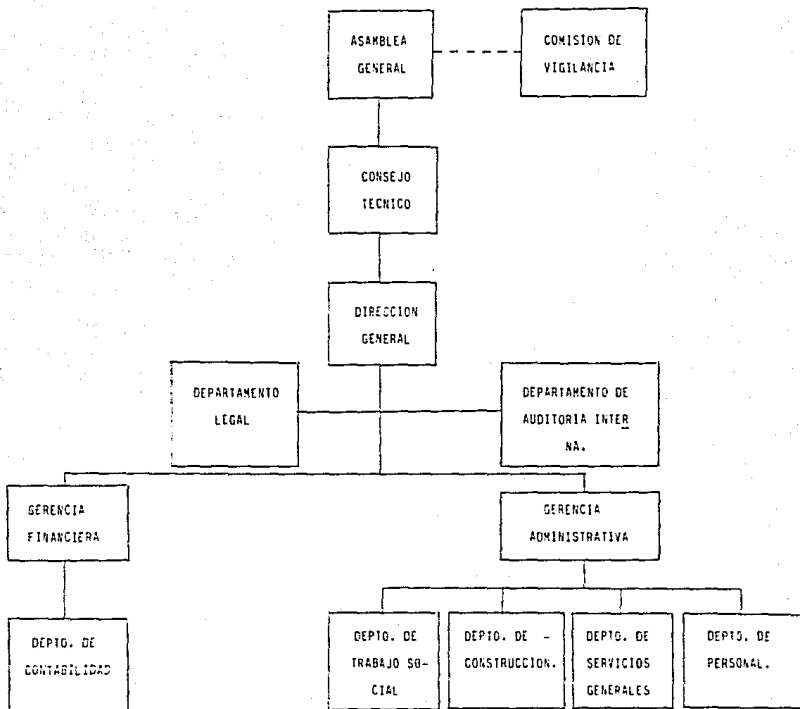 ASAMBLEA
GENERAL
COMISION DE
VIGILANCIA
CONSEJO
TECNICO
DIRECCION
GENERAL
DEPARTAMENTO
LEGAL
DEPARTAMENTO DE
AUDITORIA INTER
NA.
GERENCIA
FINANCIERA
GERENCIA
ADMINISTRATIVA
DEPTO. DE
CONTABILIDAD
DEPTO. DE
TRABAJO SO-
CIAL
DEPTO. DE -
CONSTRUCCION.
DEPTO. DE
SERVICIOS
GENERALES
DEPTO. DE
PERSONAL.